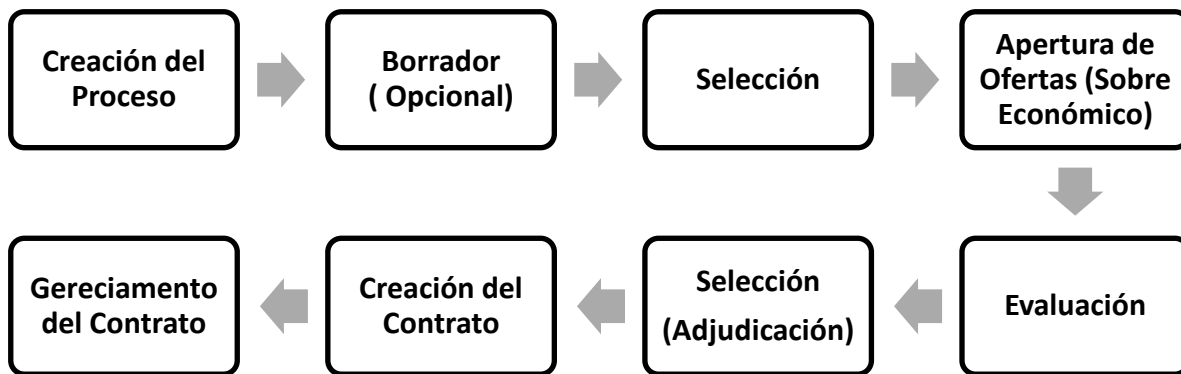 Creación del
Proceso
Borrador
( Opcional)
Selección
Apertura de
Ofertas (Sobre
Económico)
Evaluación
Selección
(Adjudicación)
Creación del
Contrato
Gereciamento
del Contrato